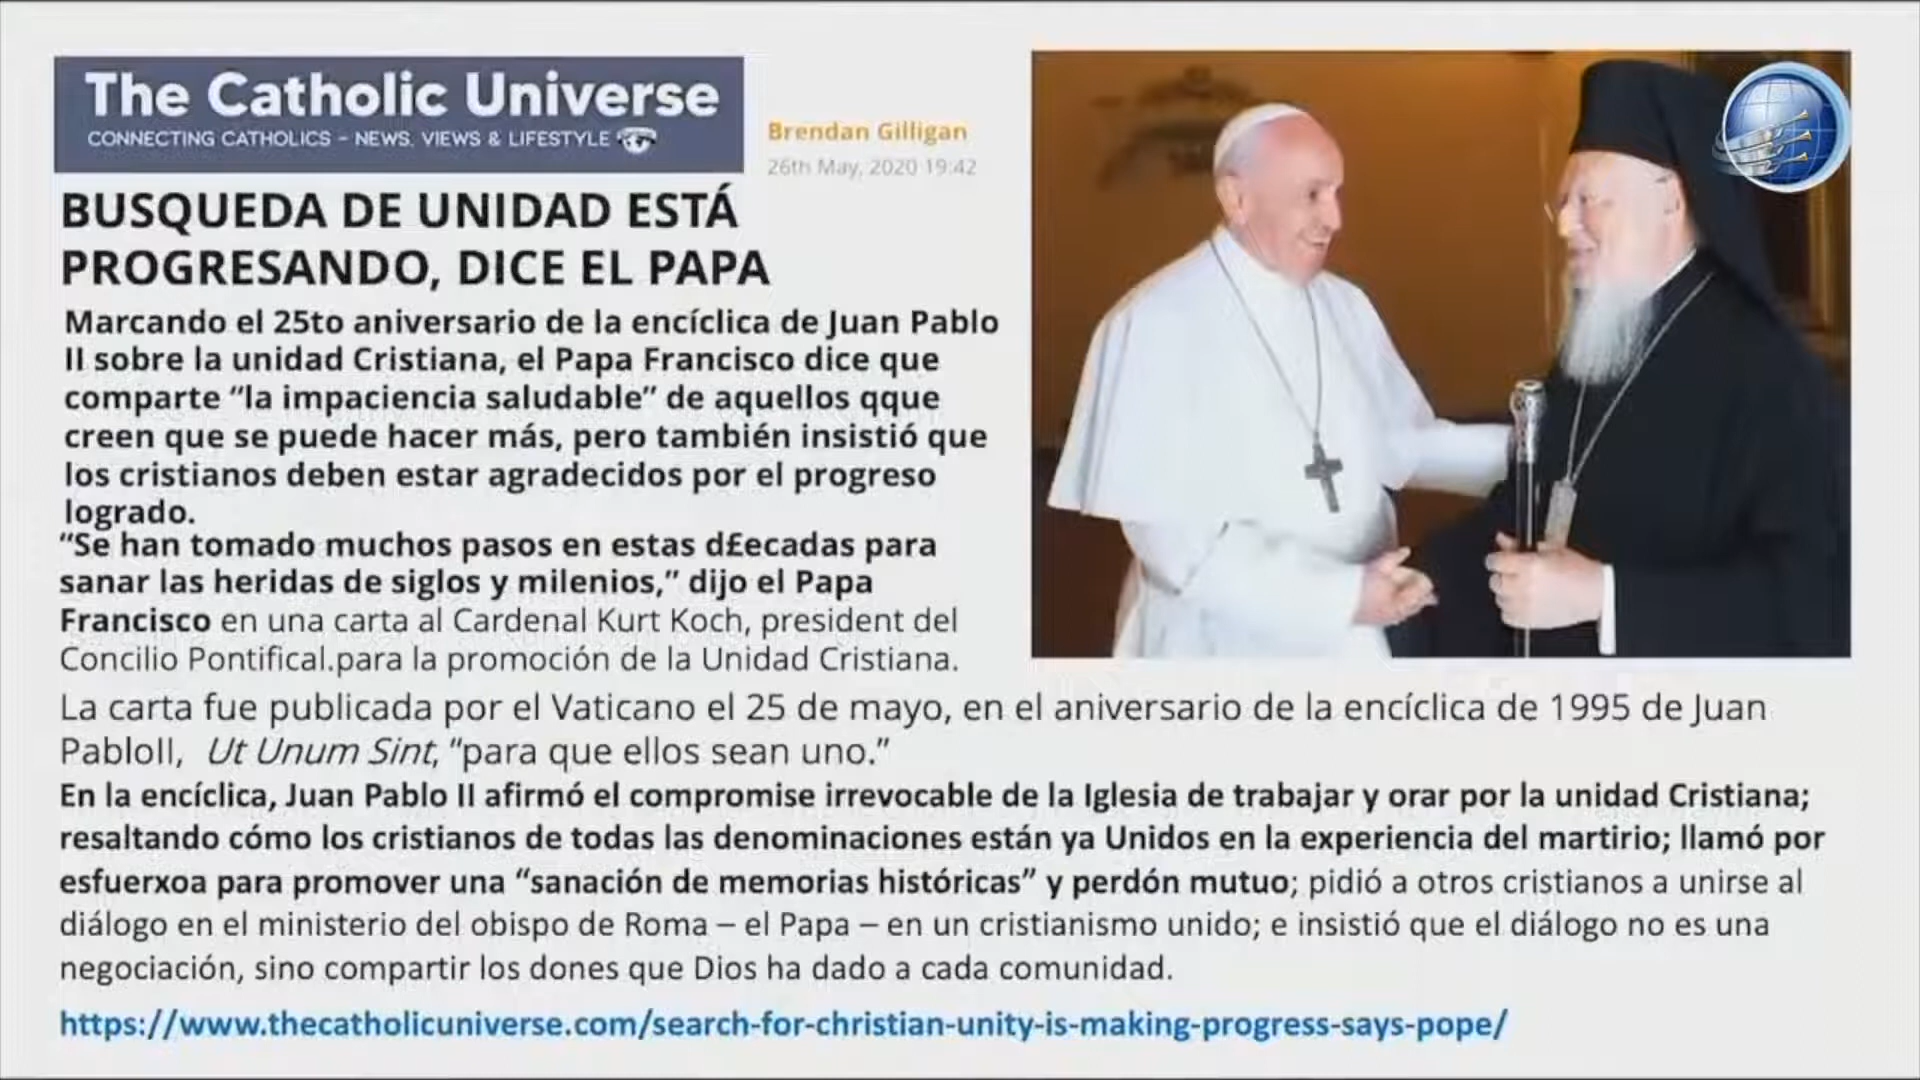 The Catholic Universe
CONNECTING CATHOLICS – NEWS, VIEWS & LIFESTYLE
Brendan Gilligan
26th May, 2020 19:42
BUSQUEDA DE UNIDAD ESTÁ
PROGRESANDO, DICE EL PAPA
Marcando el 25to aniversario de la encíclica de Juan Pablo
II sobre la unidad Cristiana, el Papa Francisco dice que
comparte “la impaciencia saludable” de aquellos qque
creen que se puede hacer más, pero también insistió que
los cristianos deben estar agradecidos por el progreso
logrado.
“Se han tomado muchos pasos en estas d£ecadas para
sanar las heridas de siglos y milenios,” dijo el Papa
Francisco en una carta al Cardenal Kurt Koch, president del
Concilio Pontifical.para la promoción de la Unidad Cristiana.
La carta fue publicada por el Vaticano el 25 de mayo, en el aniversario de la encíclica de 1995 de Juan
PabloII, Ut Unum Sint, “para que ellos sean uno.”
En la encíclica, Juan Pablo II afirmó el compromise irrevocable de la Iglesia de trabajar y orar por la unidad Cristiana;
resaltando cómo los cristianos de todas las denominaciones están ya Unidos en la experiencia del martirio; llamó por
esfuerxoa para promover una “sanación de memorias históricas” y perdón mutuo; pidió a otros cristianos a unirse al
diálogo en el ministerio del obispo de Roma – el Papa – en un cristianismo unido; e insistió que el diálogo no es una
negociación, sino compartir los dones que Dios ha dado a cada comunidad.
https://www.thecatholicuniverse.com/search-for-christian-unity-is-making-progress-says-pope/